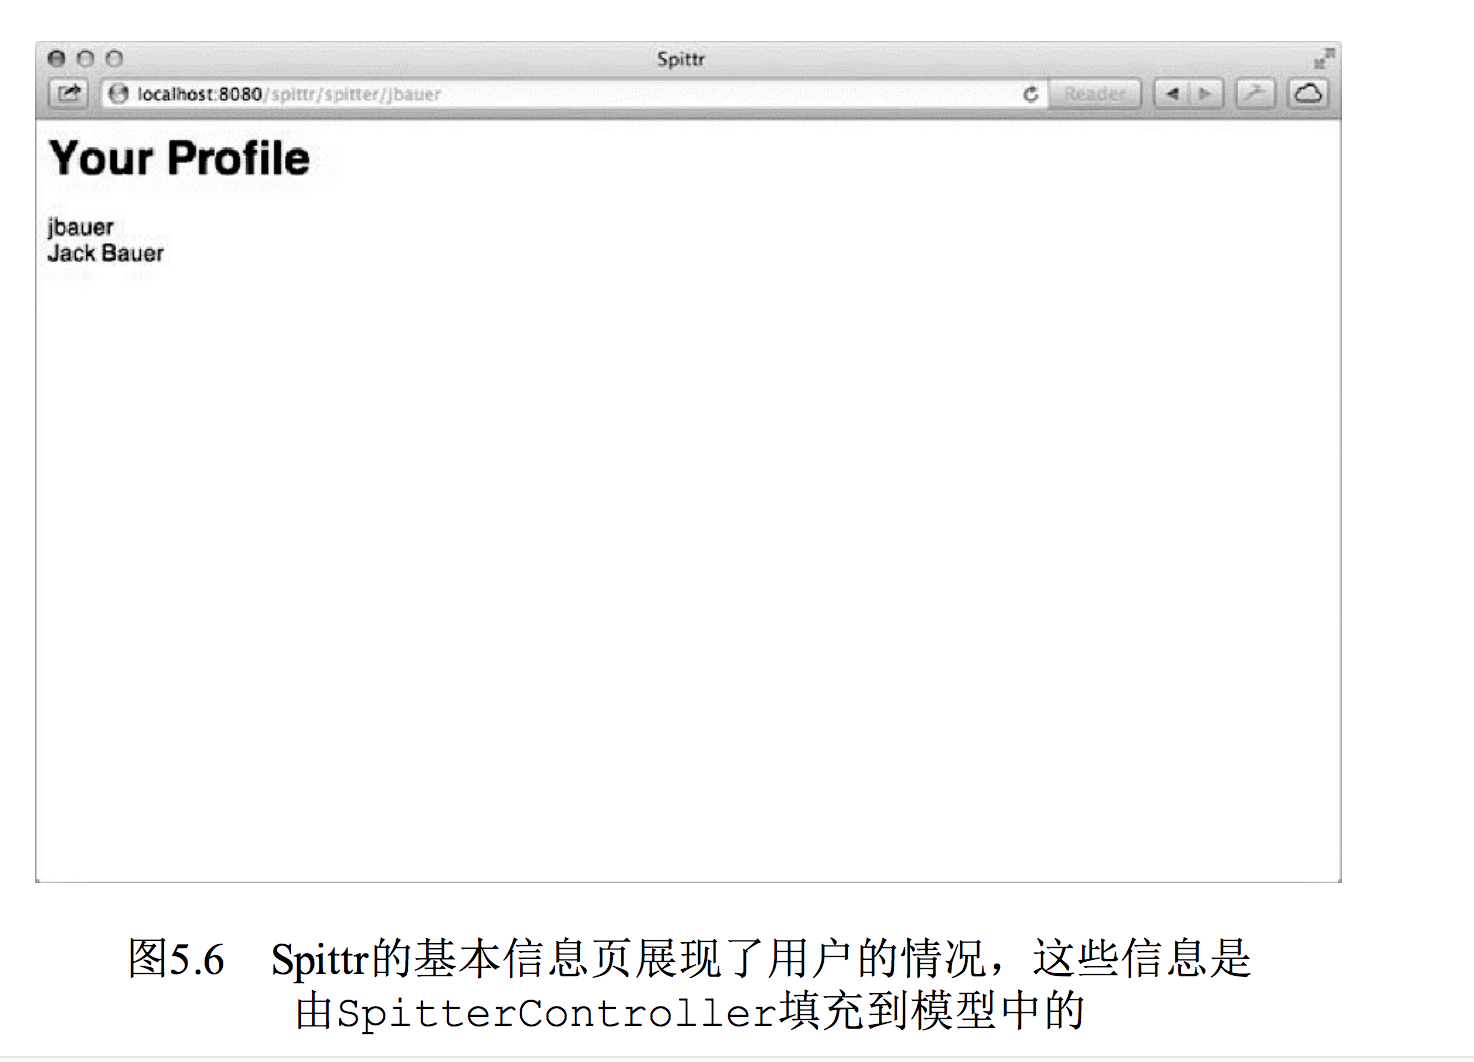 Spittr
localhost:8080/spittr/spitter/jbauer
Reader
Your Profile
jbauer
Jack Bauer
图5.6 Spittr的基本信息页展现了用户的情况，这些信息是
由SpitterController填充到模型中的